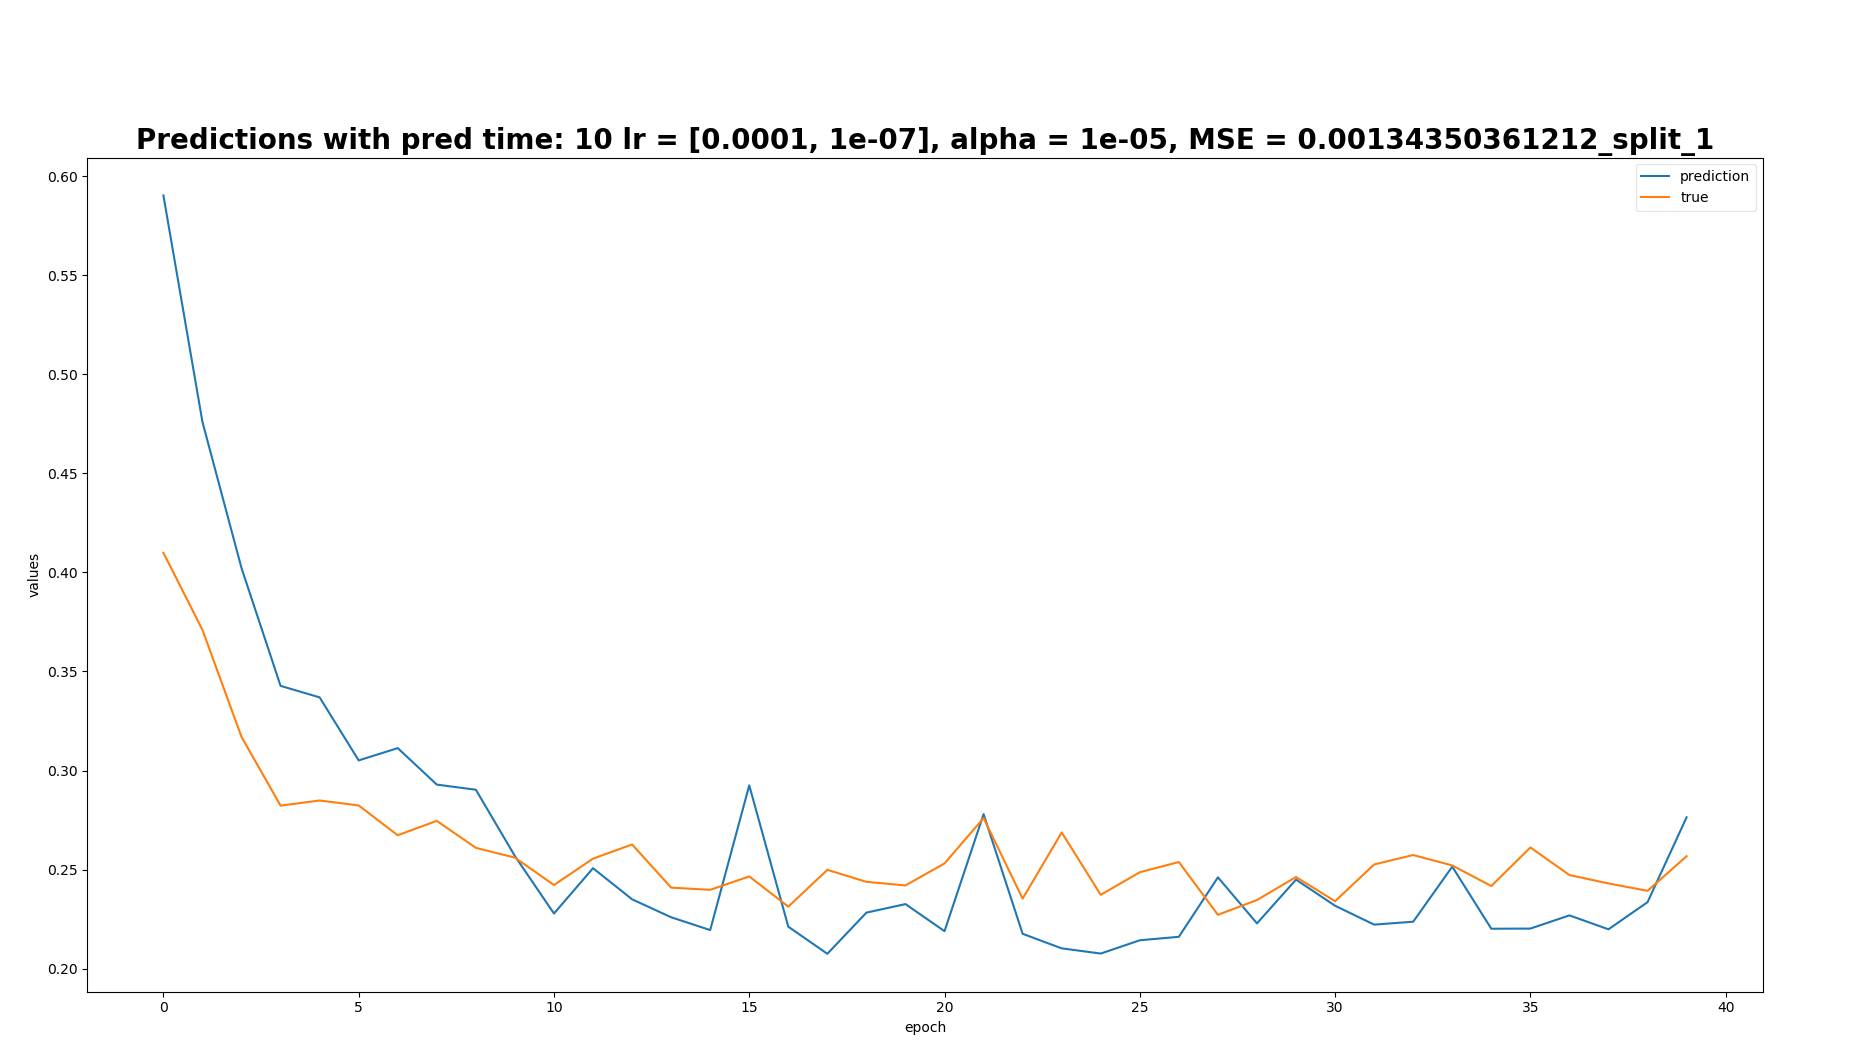 Predictions with pred time: 10 lr = [0.0001, 1e-07], alpha = 1e-05, MSE = 0.00134350361212_split_1
prediction
true
values
0.60
0.55
0.50
0.45
0.40
0.35
0.30
0.25
0.20
0 5 10 15 20 25 30 35 40
epoch